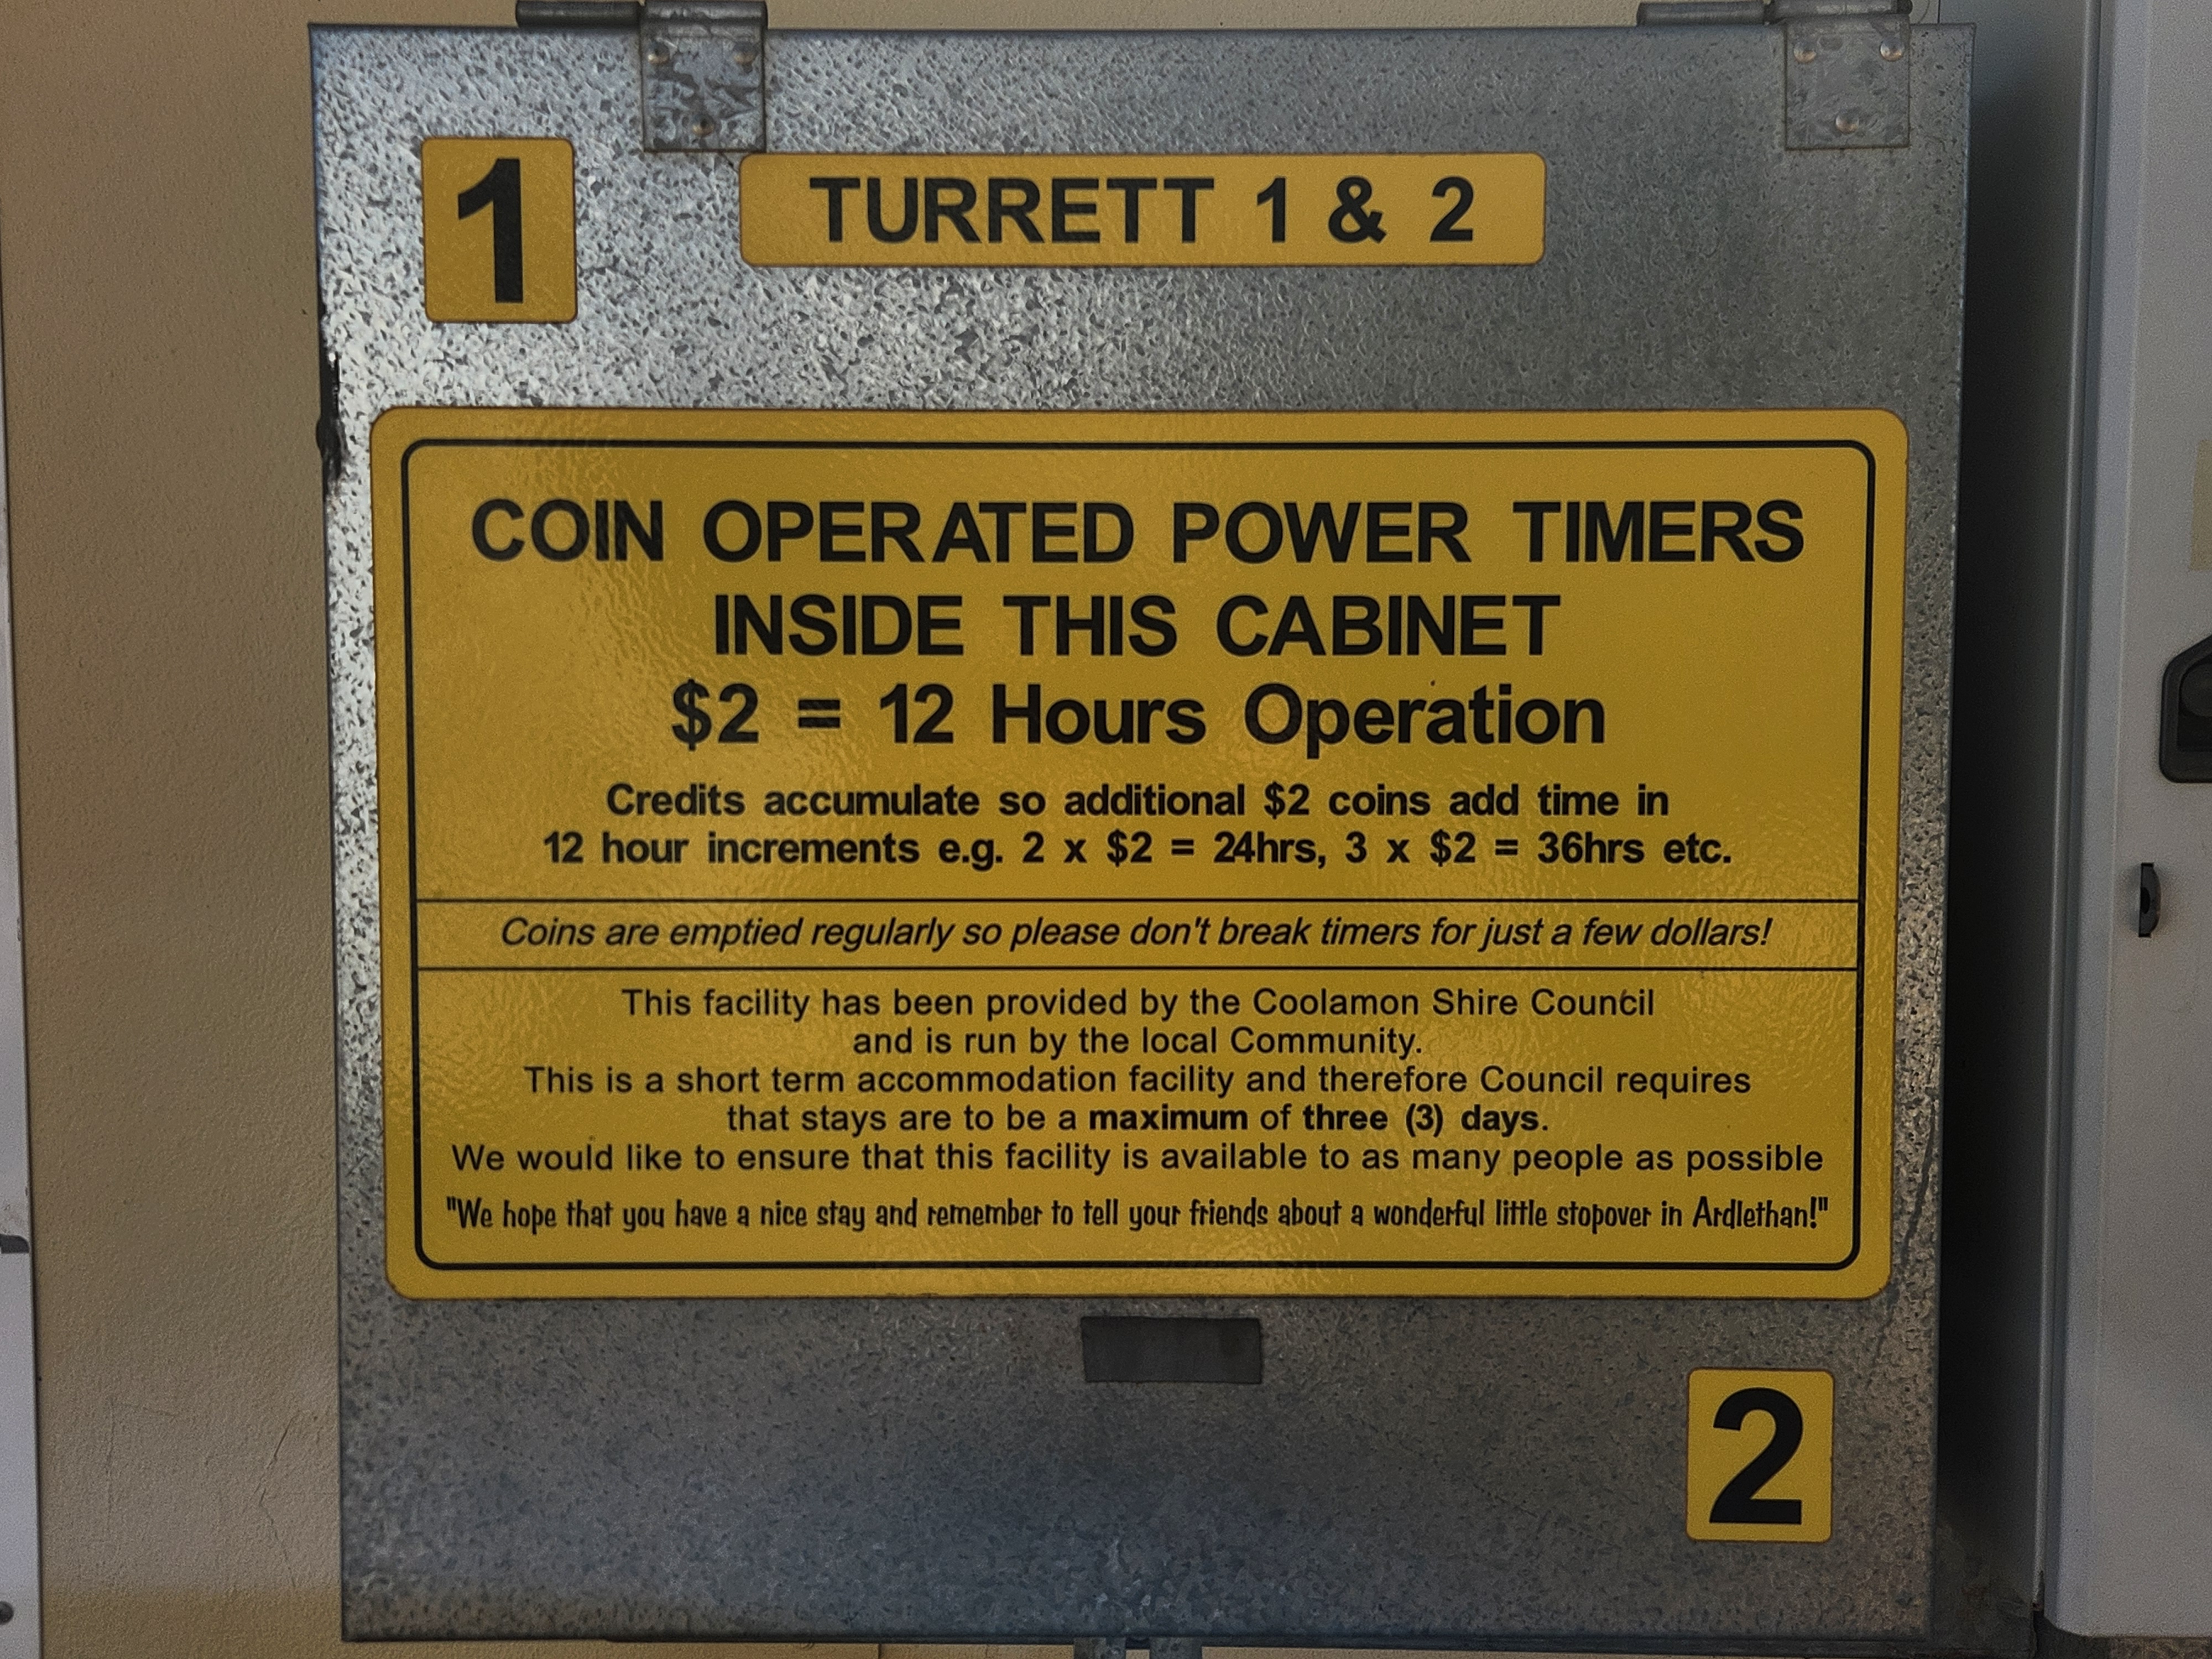 1
TURRETT 1 & 2
COIN OPERATED POWER TIMERS
INSIDE THIS CABINET
$2 = 12 Hours Operation
Credits accumulate so additional $2 coins add time in
12 hour increments e.g. 2 x $2 = 24hrs, 3 x $2 = 36hrs etc.
Coins are emptied regularly so please don't break timers for just a few dollars!
This facility has been provided by the Coolamon Shire Council
and is run by the local Community.
This is a short term accommodation facility and therefore Council requires
that stays are to be a maximum of three (3) days.
We would like to ensure that this facility is available to as many people as possible
"We hope that you have a nice stay and remember to tell your friends about a wonderful little stopover in Ardlethan!"
2